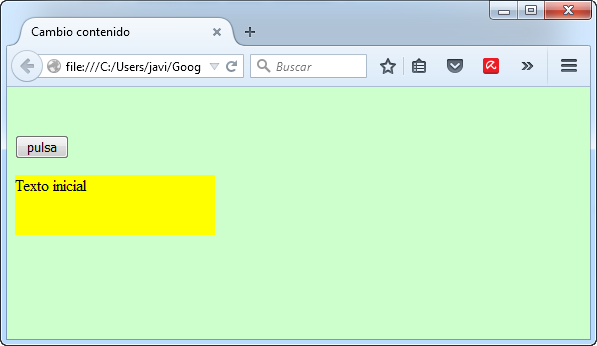 Cambio contenido
file:///C:/Users/javi/Goog
Buscar
pulsa
Texto inicial